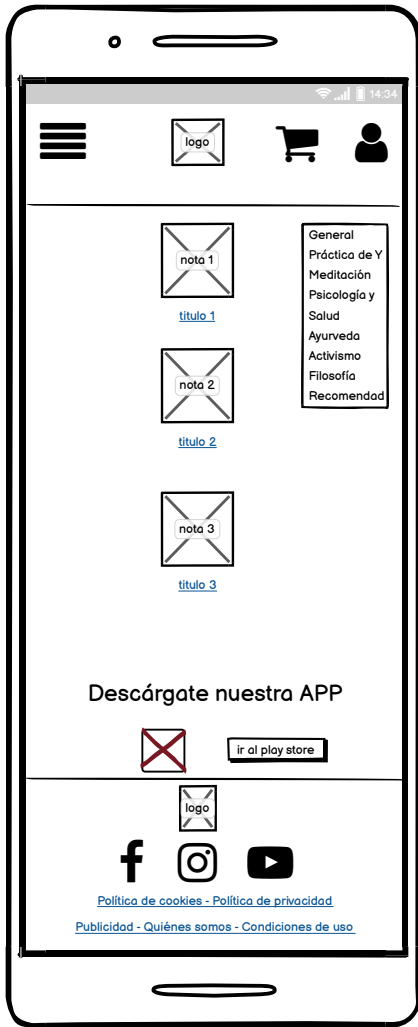 14:34
logo
nota 1
titulo 1
General
Práctica de Y
Meditación
Psicología y
Salud
Ayurveda
Activismo
Filosofía
Recomendad
nota 2
titulo 2
nota 3
titulo 3
Descárgate nuestra APP
ir al play store
logo
Política de cookies - Política de privacidad
Publicidad - Quiénes somos - Condiciones de uso